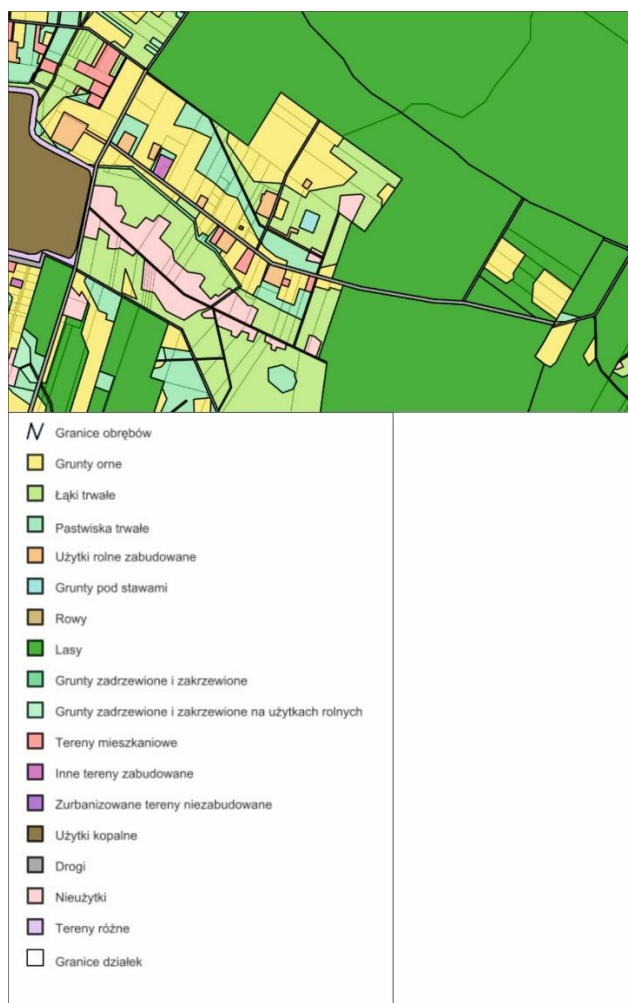 Granice obrębów
Grunty orne
Łąki trwałe
Pastwiska trwałe
Użytki rolne zabudowane
Grunty pod stawami
Rowy
Lasy
Grunty zadrzewione i zakrzewione
Grunty zadrzewione i zakrzewione na użytkach rolnych
Tereny mieszkaniowe
Inne tereny zabudowane
Zurbanizowane tereny niezabudowane
Użytki kopalne
Drogi
Nieużytki
Tereny różne
Granice działek